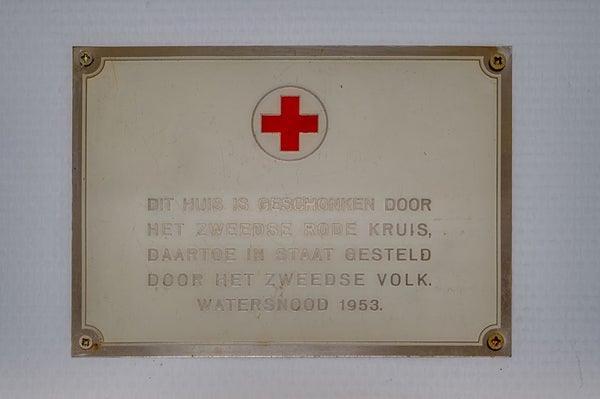 DIT HUIS IS GESCHONKEN DOOR
HET ZWEEDSE RODE KRUIS,
DAARTOE IN STAAT GESTELD
DOOR HET ZWEEDSE VOLK.
WATERSNOOD 1953.